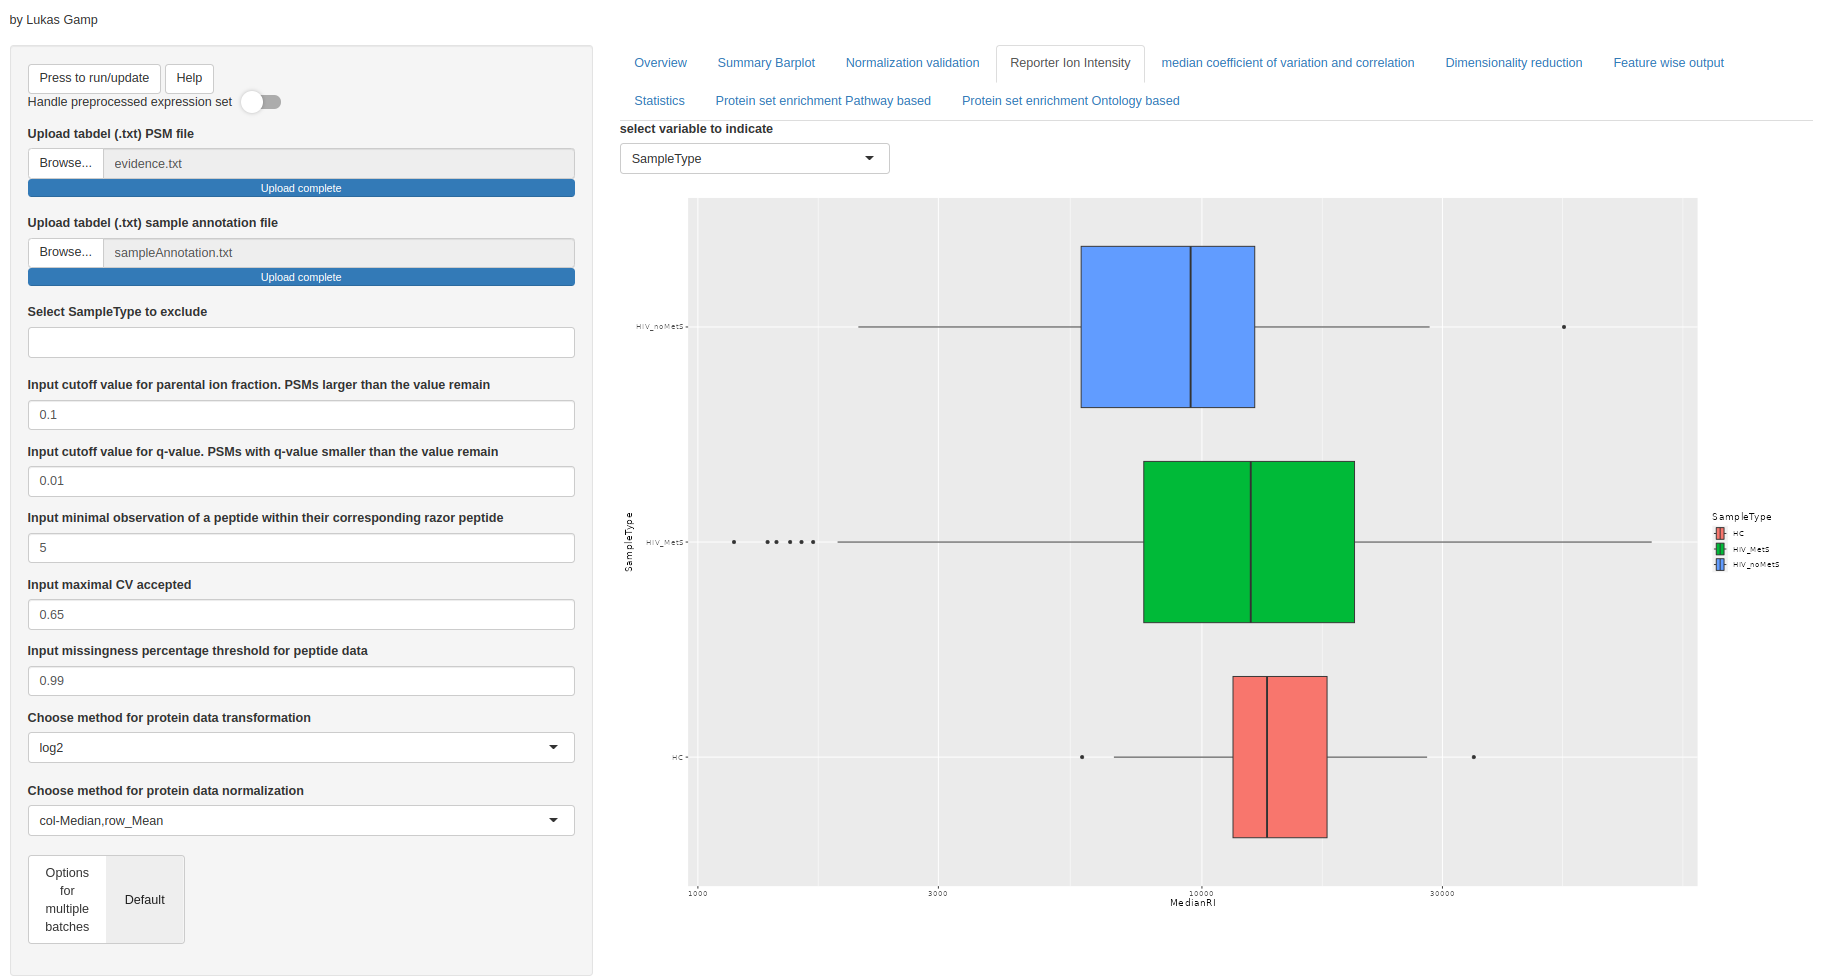 by Lukas Gamp
Press to run/update
Help
Handle preprocessed expression set
Upload tabdel (.txt) PSM file
Browse...
evidence.txt
Upload complete
Upload tabdel (.txt) sample annotation file
Browse...
sampleAnnotation.txt
Upload complete
Select SampleType to exclude
Input cutoff value for parental ion fraction. PSMs larger than the value remain
0.1
Input cutoff value for q-value. PSMs with q-value smaller than the value remain
0.01
Input minimal observation of a peptide within their corresponding razor peptide
5
Input maximal CV accepted
0.65
Input missingness percentage threshold for peptide data
0.99
Choose method for protein data transformation
log2
Choose method for protein data normalization
col-Median,row_Mean
Options
for
multiple
batches
Default
Overview
Summary Barplot
Normalization validation
Reporter Ion Intensity
median coefficient of variation and correlation
Dimensionality reduction
Feature wise output
Statistics
Protein set enrichment Pathway based
Protein set enrichment Ontology based
select variable to indicate
SampleType
SampleType
HIV_noMetS
HIV_MetS
HC
1000
3000
10000
30000
MedianRI
SampleType
HC
HIV_MetS
HIV_noMetS